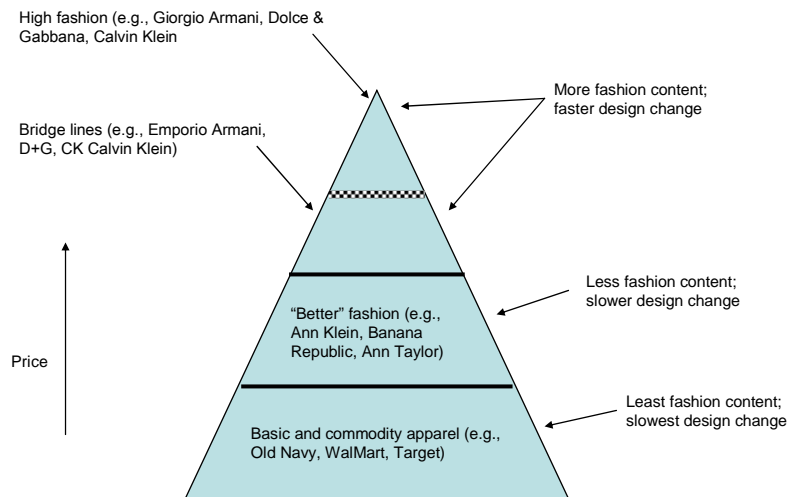 High fashion (e.g., Giorgio Armani, Dolce &
Gabbana, Calvin Klein
More fashion content;
faster design change
Bridge lines (e.g., Emporio Armani,
D+G, CK Calvin Klein)
Less fashion content;
slower design change
“Better” fashion (e.g.,
Ann Klein, Banana
Republic, Ann Taylor)
Price
Least fashion content;
slowest design change
Basic and commodity apparel (e.g.,
Old Navy, WalMart, Target)